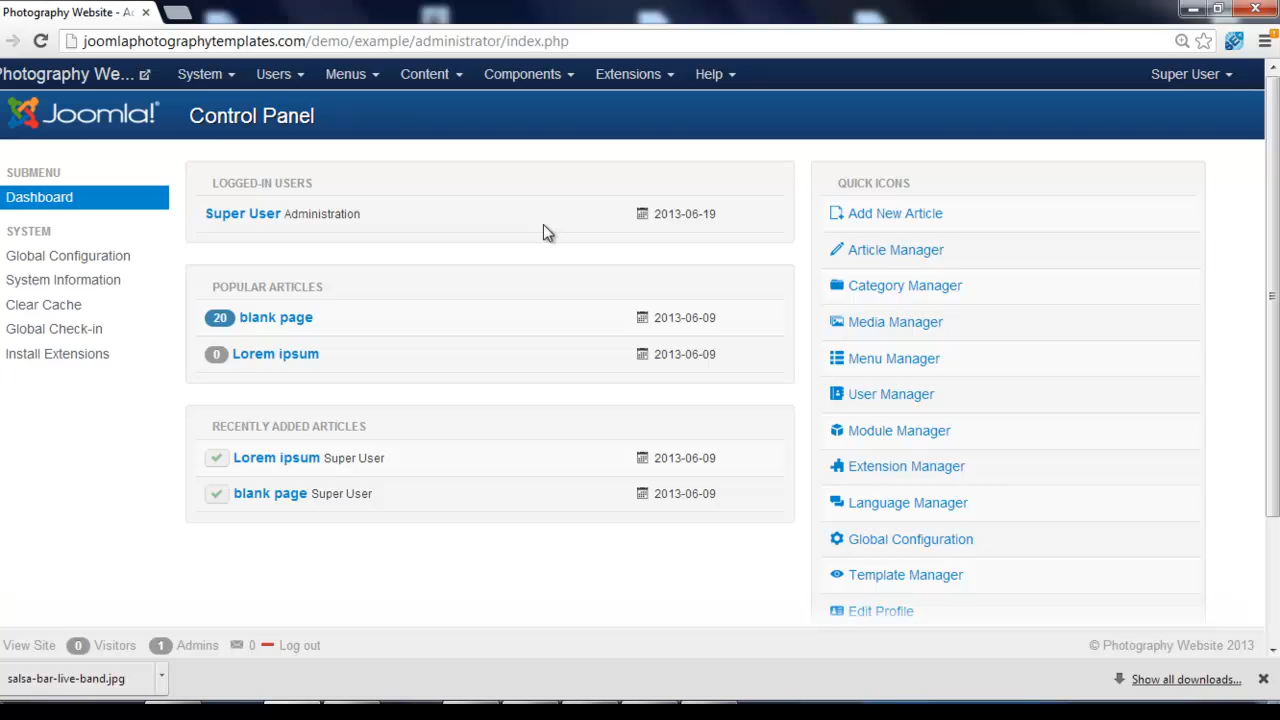 Photography Website - Ac
joomlaphotographytemplates.com/demo/example/administrator/index.php
Photography We... System Users Menus Content Components Extensions Help Super User
Joomla! Control Panel
SUBMENU
Dashboard
SYSTEM
Global Configuration
System Information
Clear Cache
Global Check-in
Install Extensions
LOGGED-IN USERS
Super User Administration 2013-06-19
POPULAR ARTICLES
20 blank page 2013-06-09
0 Lorem ipsum 2013-06-09
RECENTLY ADDED ARTICLES
Lorem ipsum Super User 2013-06-09
blank page Super User 2013-06-09
QUICK ICONS
Add New Article
Article Manager
Category Manager
Media Manager
Menu Manager
User Manager
Module Manager
Extension Manager
Language Manager
Global Configuration
Template Manager
Edit Profile
View Site 0 Visitors 1 Admins 0 Log out © Photography Website 2013
salsa-bar-live-band.jpg Show all downloads...